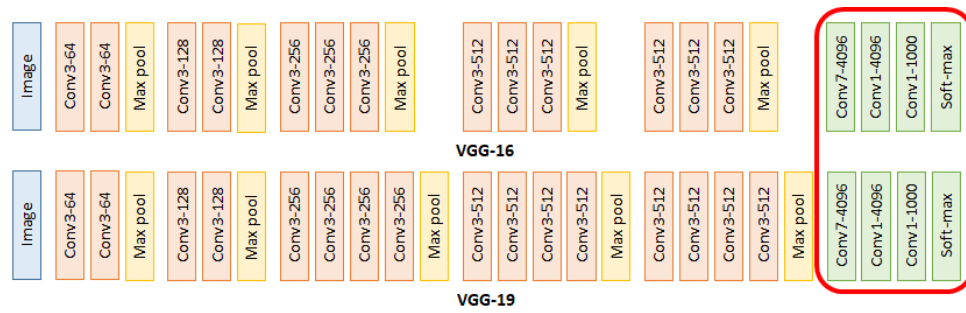 Image Conv3-64 Conv3-64 Max pool Conv3-128 Conv3-128 Max pool Conv3-256 Conv3-256 Conv3-256 Max pool Conv3-512 Conv3-512 Conv3-512 Max pool Conv3-512 Conv3-512 Conv3-512 Max pool Conv7-4096 Conv1-4096 Conv1-1000 Soft-max
VGG-16
Image Conv3-64 Conv3-64 Max pool Conv3-128 Conv3-128 Max pool Conv3-256 Conv3-256 Conv3-256 Conv3-256 Max pool Conv3-512 Conv3-512 Conv3-512 Conv3-512 Max pool Conv3-512 Conv3-512 Conv3-512 Conv3-512 Max pool Conv7-4096 Conv1-4096 Conv1-1000 Soft-max
VGG-19